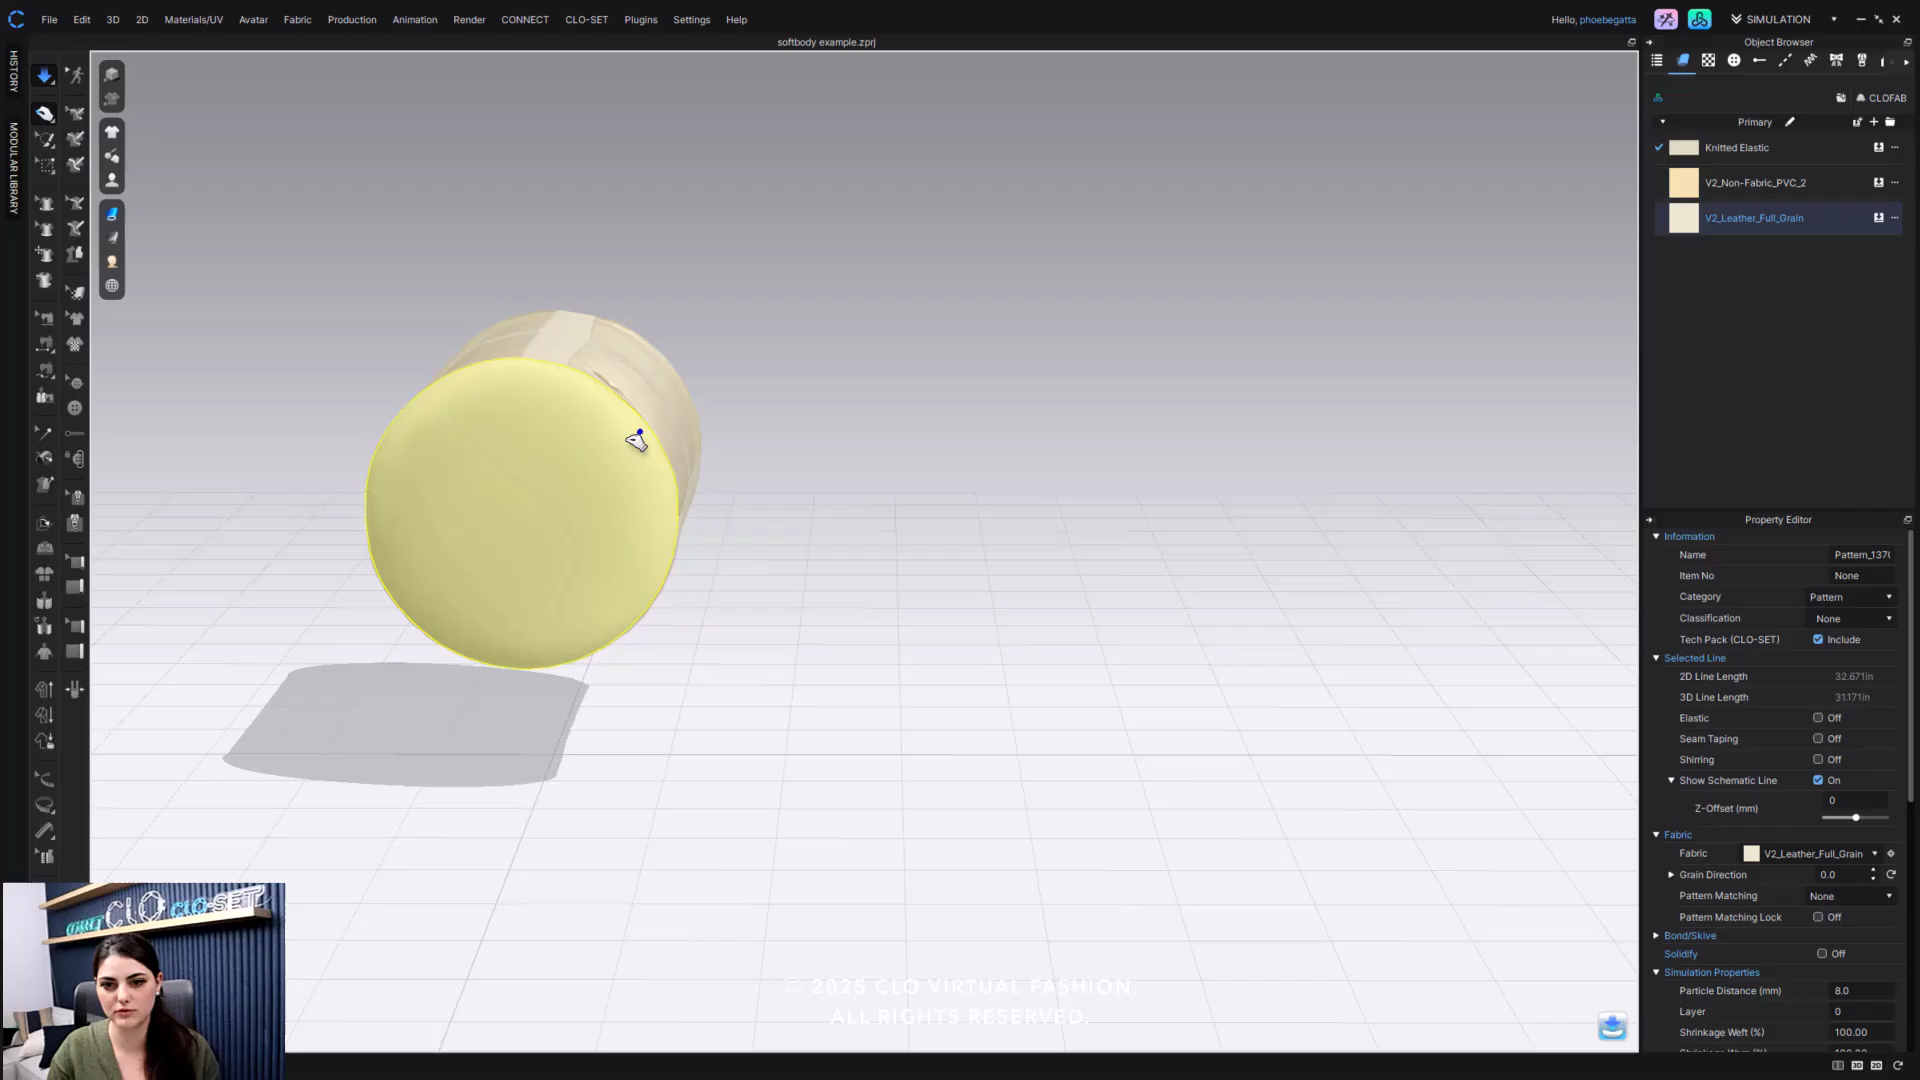 File Edit 3D 2D Materials/UV Avatar Fabric Production Animation Render CONNECT CLO-SET Plugins Settings Help
Hello, phoebegatta
SIMULATION
softbody example.zprj
Object Browser
HISTORY
MODULAR LIBRARY
CLOFAB
Primary
Knitted Elastic
V2_Non-Fabric_PVC_2
V2_Leather_Full_Grain
Property Editor
Information
Name Pattern_137(
Item No None
Category Pattern
Classification None
Tech Pack (CLO-SET) Include
Selected Line
2D Line Length 32.671in
3D Line Length 31.171in
Elastic Off
Seam Taping Off
Shirring Off
Show Schematic Line On
Z-Offset (mm) 0
Fabric
Fabric V2_Leather_Full_Grain
Grain Direction 0.0
Pattern Matching None
Pattern Matching Lock Off
Bond/Skive
Solidify Off
Simulation Properties
Particle Distance (mm) 8.0
Layer 0
Shrinkage Weft (%) 100.00
CLO CLO-SET
© 2025 CLO VIRTUAL FASHION.
ALL RIGHTS RESERVED.
3D 2D